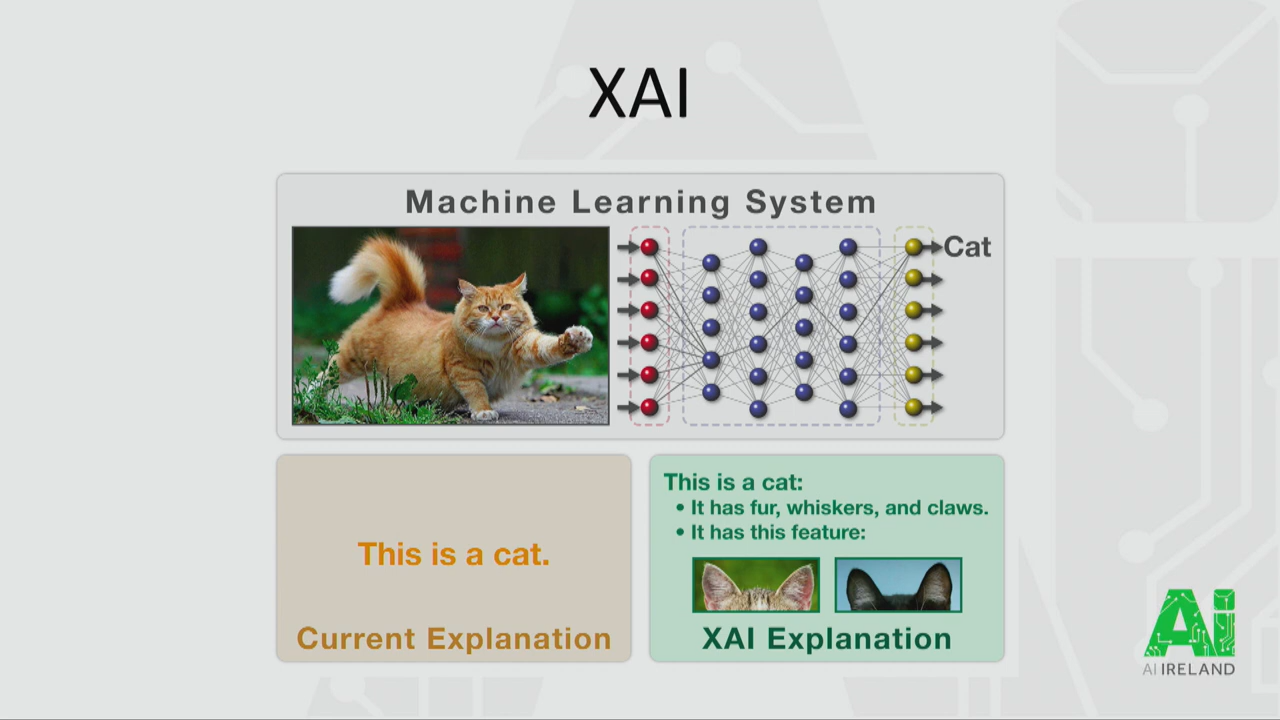 XAI
Machine Learning System
Cat
This is a cat.
Current Explanation
This is a cat:
• It has fur, whiskers, and claws.
• It has this feature:
XAI Explanation
Ai
AI IRELAND